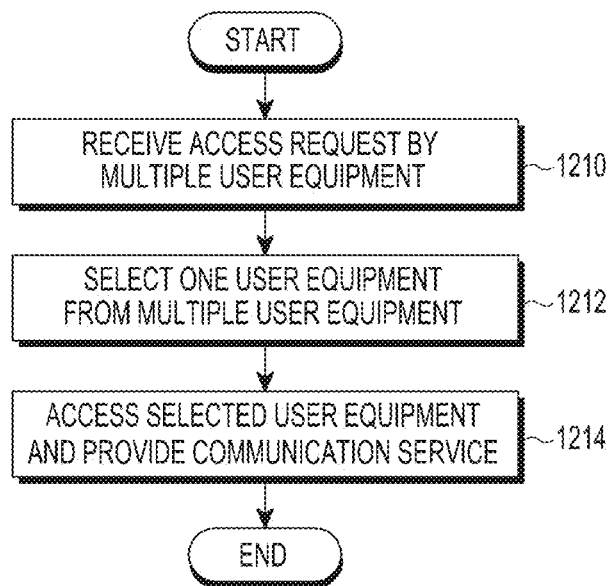 START
RECEIVE ACCESS REQUEST BY
MULTIPLE USER EQUIPMENT
1210
SELECT ONE USER EQUIPMENT
FROM MULTIPLE USER EQUIPMENT
1212
ACCESS SELECTED USER EQUIPMENT
AND PROVIDE COMMUNICATION SERVICE
1214
END